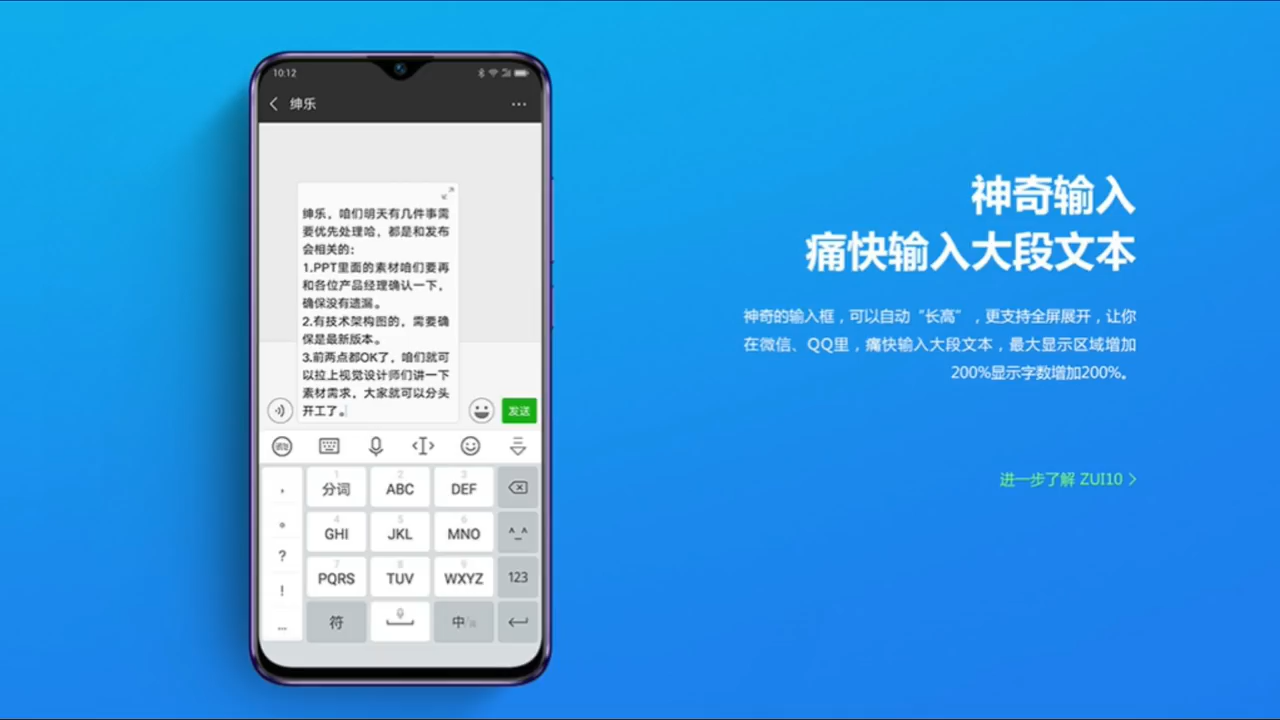 10:12
绅乐
绅乐，咱们明天有几件事需
要优先处理哈，都是和发布
会相关的：
1.PPT里面的素材咱们要再
和各位产品经理确认一下，
确保没有遗漏。
2.有技术架构图的，需要确
保是最新版本。
3.前两点都OK了，咱们就可
以拉上视觉设计师们讲一下
素材需求，大家就可以分头
开工了。
发送
，
。
?
!
...
1
分词
2
ABC
3
DEF
4
GHI
5
JKL
6
MNO
^_^
7
PQRS
8
TUV
9
WXYZ
123
符
中
神奇输入
痛快输入大段文本
神奇的输入框，可以自动“长高”，更支持全屏展开，让你
在微信、QQ里，痛快输入大段文本，最大显示区域增加
200%显示字数增加200%。
进一步了解 ZUI10 >